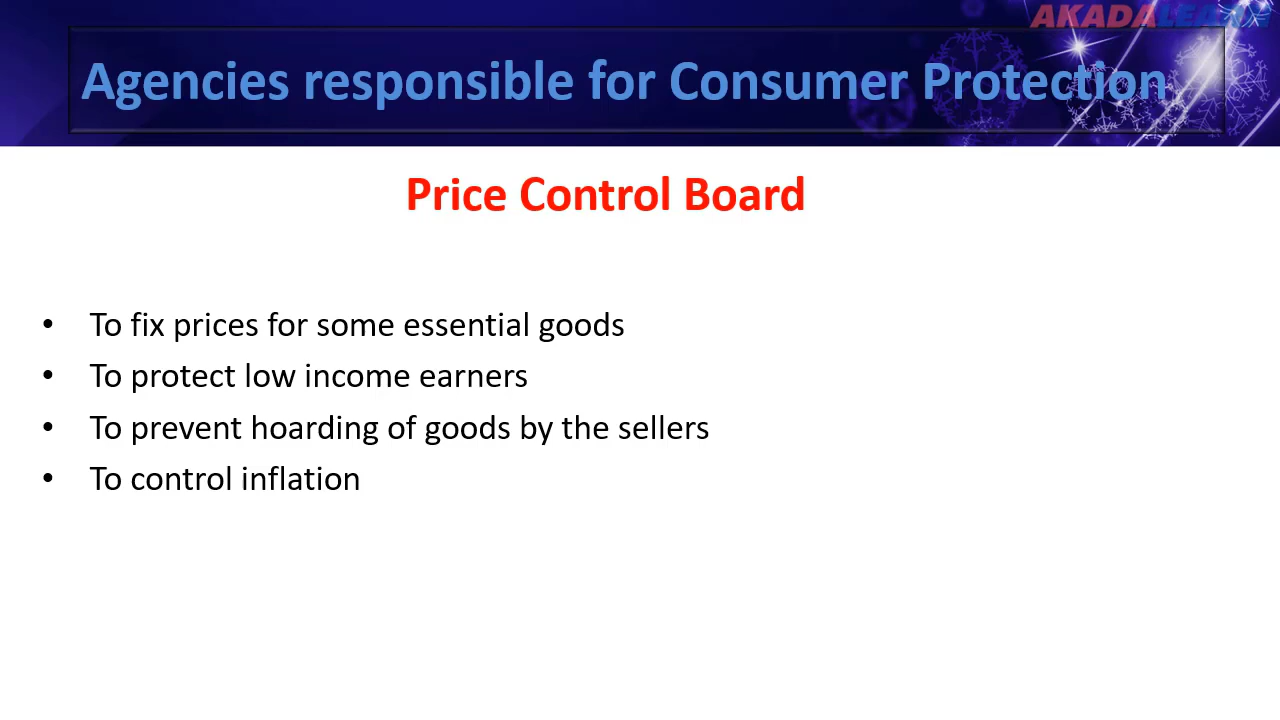 AKADALEARN
Agencies responsible for Consumer Protection
Price Control Board
• To fix prices for some essential goods
• To protect low income earners
• To prevent hoarding of goods by the sellers
• To control inflation